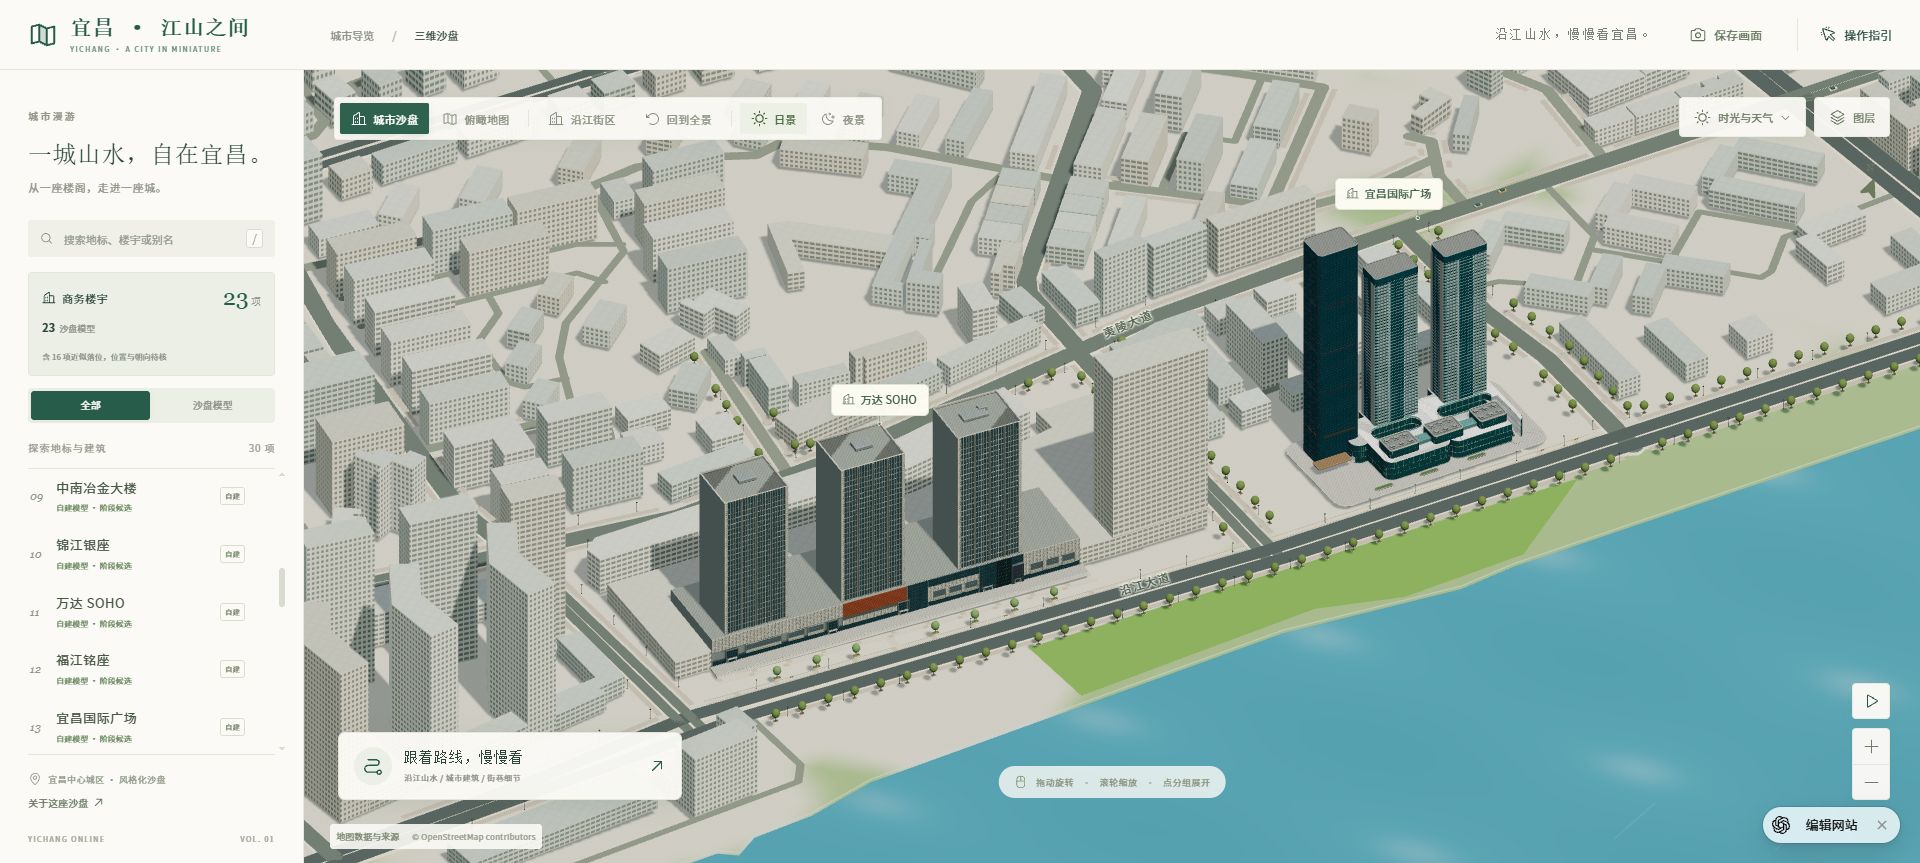 宜昌 • 江山之间
YICHANG • A CITY IN MINIATURE
城市导览 / 三维沙盘
沿江山水，慢慢看宜昌。
保存画面
操作指引
城市漫游
一城山水，自在宜昌。
从一座楼阁，走进一座城。
搜索地标、楼宇或别名 /
商务楼宇 23 项
23 沙盘模型
含 16 项近似落位，位置与朝向待核
全部 沙盘模型
探索地标与建筑 30 项
09 中南冶金大楼 自建
自建模型 · 阶段候选
10 锦江银座 自建
自建模型 · 阶段候选
11 万达 SOHO 自建
自建模型 · 阶段候选
12 福江铭座 自建
自建模型 · 阶段候选
13 宜昌国际广场 自建
自建模型 · 阶段候选
宜昌中心城区 · 风格化沙盘
关于这座沙盘
YICHANG ONLINE VOL. 01
城市沙盘 俯瞰地图 沿江街区 回到全景 日景 夜景
时光与天气 图层
宜昌国际广场
夷陵大道
万达 SOHO
沿江大道
跟着路线，慢慢看
沿江山水 / 城市建筑 / 街巷细节
拖动旋转 · 滚轮缩放 · 点分组展开
地图数据与来源 © OpenStreetMap contributors
编辑网站